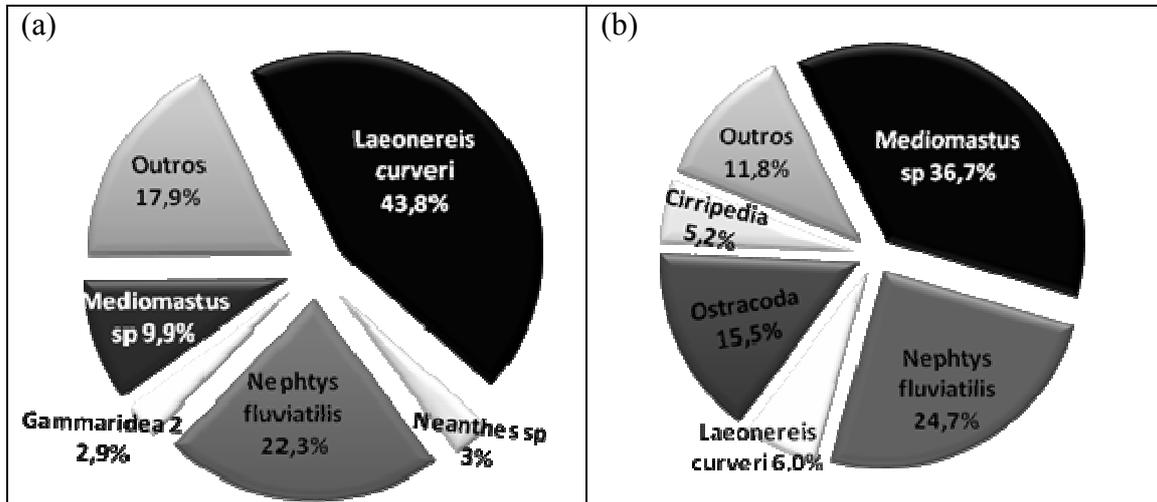 (a)
Laeonereis
curveri
43,8%
Neanthes sp
3%
Nephtys
fluviatilis
22,3%
Gammaridea 2
2,9%
Mediomastus
sp 9,9%
Outros
17,9%
(b)
Mediomastus
sp 36,7%
Nephtys
fluviatilis
24,7%
Laeonereis
curveri 6,0%
Ostracoda
15,5%
Cirripedia
5,2%
Outros
11,8%